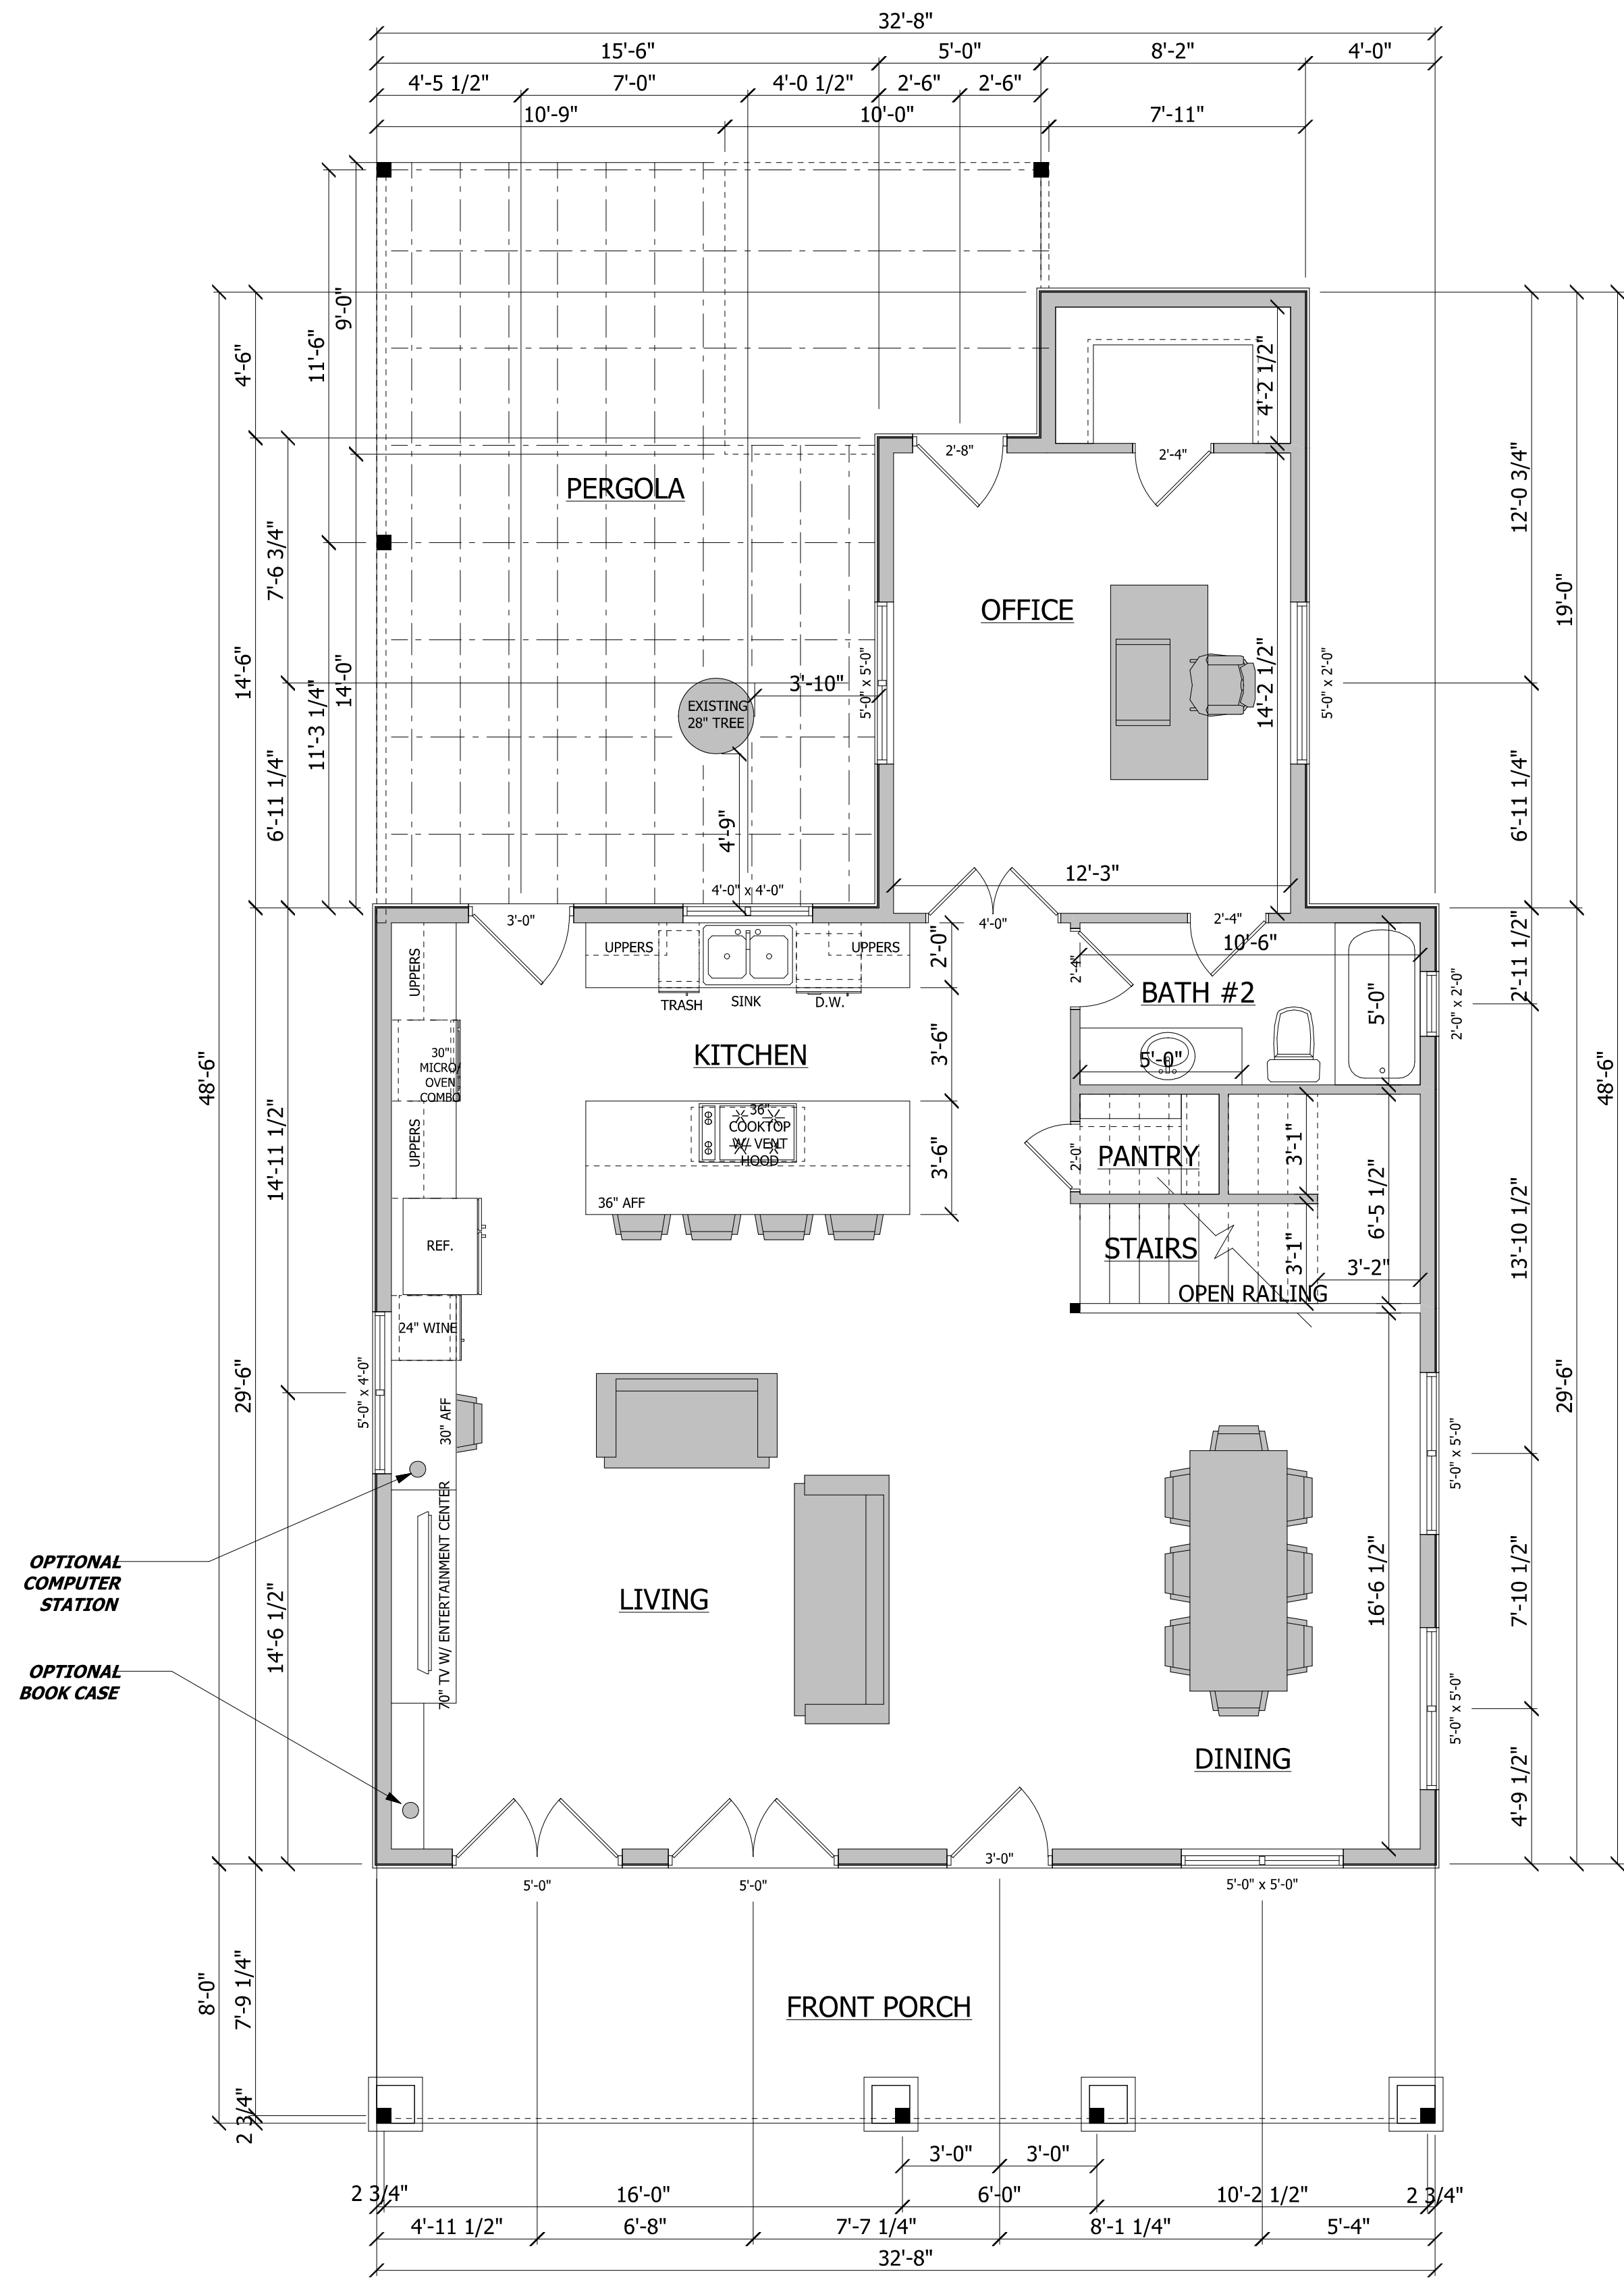 32'-8"
15'-6" 5'-0" 8'-2" 4'-0"
4'-5 1/2" 7'-0" 4'-0 1/2" 2'-6" 2'-6"
10'-9" 10'-0" 7'-11"
9'-0"
11'-6"
4'-6"
4'-2 1/2"
2'-8"
2'-4"
PERGOLA
12'-0 3/4"
7'-6 3/4"
19'-0"
OFFICE
14'-6"
14'-0"
11'-3 1/4"
6'-11 1/4"
3'-10"
5'-0" x 5'-0"
14'-2 1/2"
5'-0" x 2'-0"
EXISTING
28" TREE
4'-9"
6'-11 1/4"
12'-3"
4'-0" x 4'-0"
3'-0"
4'-0"
2'-4"
UPPERS
UPPERS
UPPERS
2'-0"
2'-4"
10'-6"
2'-11 1/2"
2'-0" x 2'-0"
TRASH
SINK
D.W.
BATH #2
5'-0"
KITCHEN
3'-6"
5'-0"
30"
MICRO/
OVEN
COMBO
48'-6"
48'-6"
36"
COOKTOP
W/ VENT
HOOD
UPPERS
3'-6"
2'-0"
PANTRY
3'-1"
6'-5 1/2"
14'-11 1/2"
36" AFF
13'-10 1/2"
REF.
STAIRS
3'-1"
3'-2"
OPEN RAILING
24" WINE
29'-6"
29'-6"
5'-0" x 4'-0"
30" AFF
5'-0" x 5'-0"
70" TV W/ ENTERTAINMENT CENTER
OPTIONAL
COMPUTER
STATION
LIVING
16'-6 1/2"
7'-10 1/2"
14'-6 1/2"
OPTIONAL
BOOK CASE
5'-0" x 5'-0"
DINING
4'-9 1/2"
3'-0"
5'-0"
5'-0"
5'-0" x 5'-0"
8'-0"
7'-9 1/4"
FRONT PORCH
2 3/4"
3'-0" 3'-0"
2 3/4" 16'-0" 6'-0" 10'-2 1/2" 2 3/4"
4'-11 1/2" 6'-8" 7'-7 1/4" 8'-1 1/4" 5'-4"
32'-8"